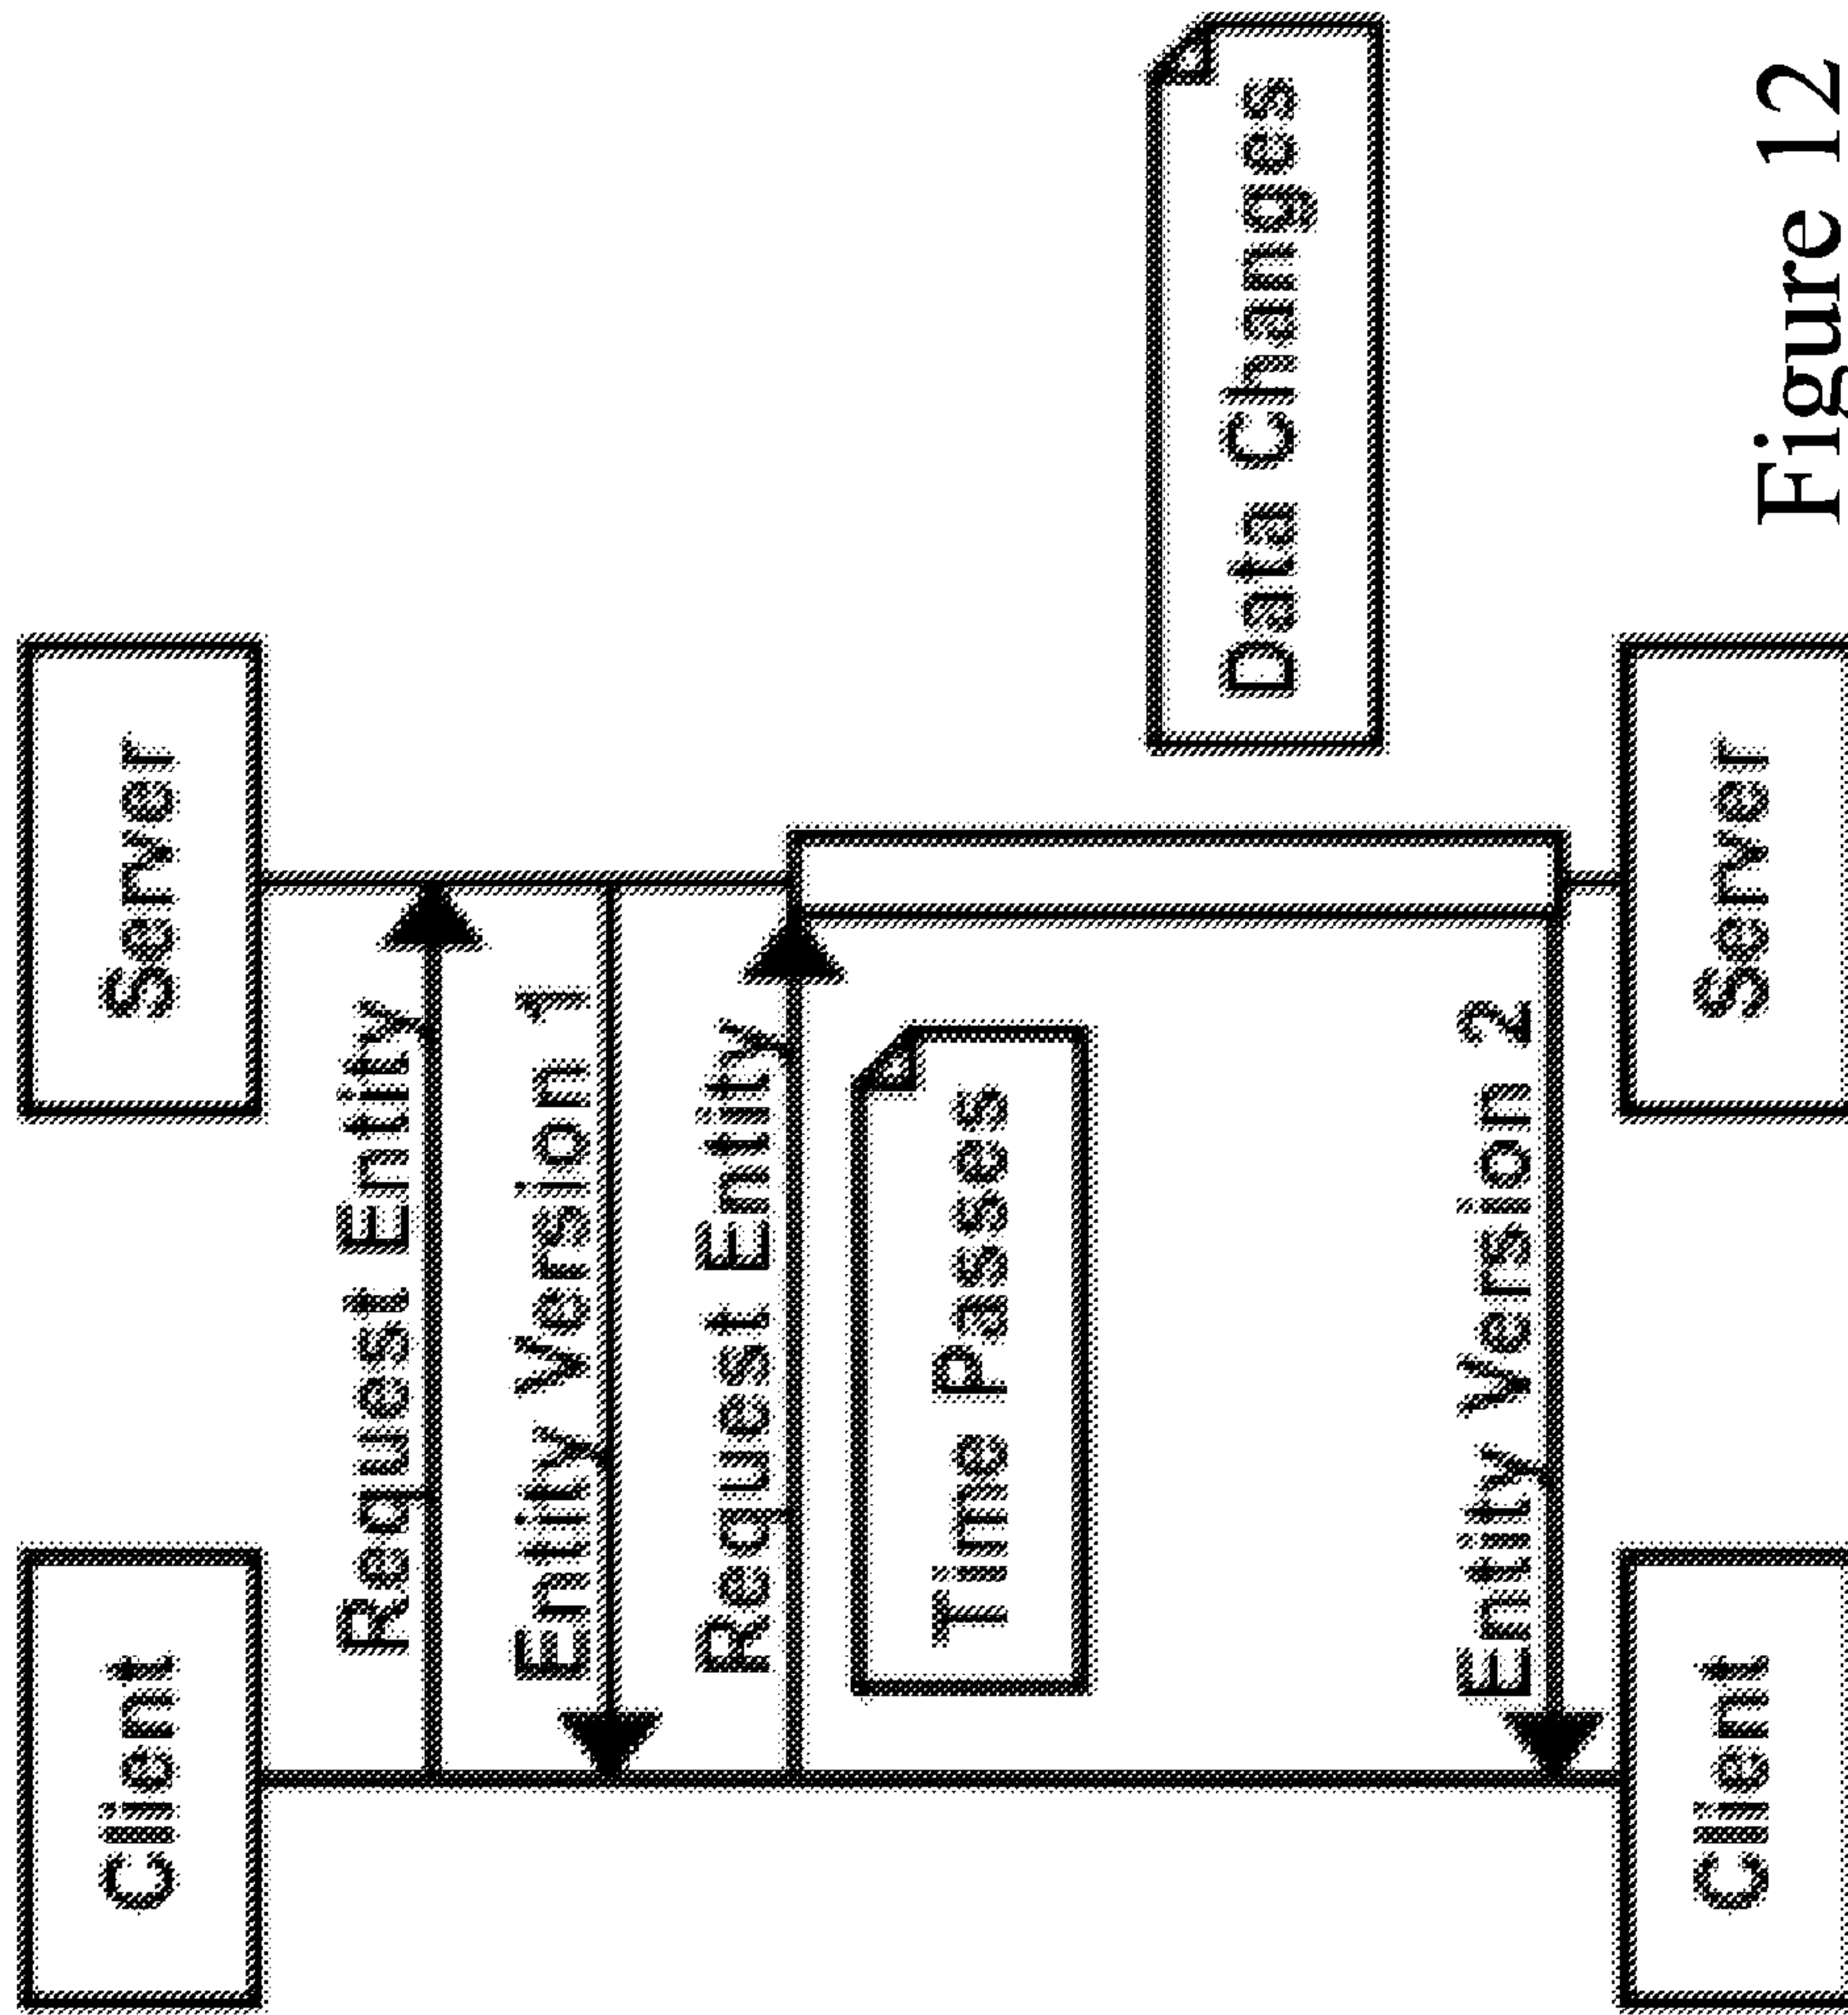 Client
Server
Request Entity
Entity Version 1
Request Entity
Time Passes
Data Changes
Entity Version 2
Client
Server
Figure 12